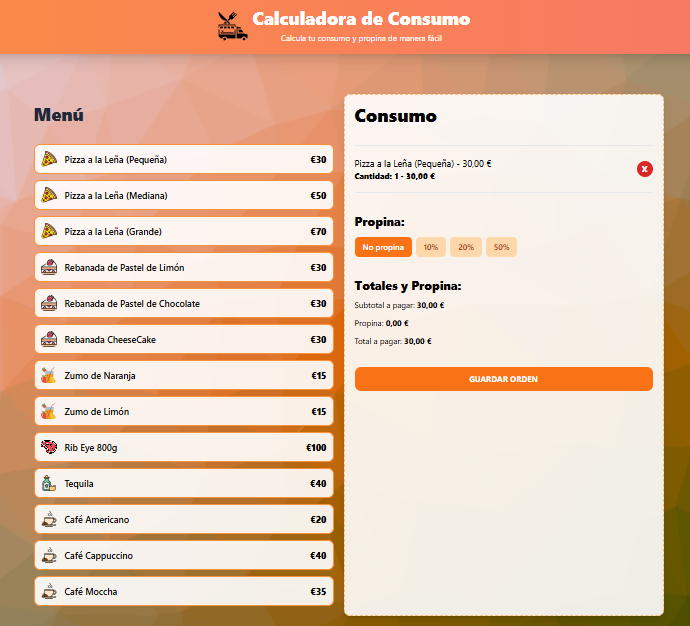 Calculadora de Consumo
Calcula tu consumo y propina de manera fácil
Menú
Pizza a la Leña (Pequeña) €30
Pizza a la Leña (Mediana) €50
Pizza a la Leña (Grande) €70
Rebanada de Pastel de Limón €30
Rebanada de Pastel de Chocolate €30
Rebanada CheeseCake €30
Zumo de Naranja €15
Zumo de Limón €15
Rib Eye 800g €100
Tequila €40
Café Americano €20
Café Cappuccino €40
Café Moccha €35
Consumo
Pizza a la Leña (Pequeña) - 30,00 €
Cantidad: 1 - 30,00 €
X
Propina:
No propina 10% 20% 50%
Totales y Propina:
Subtotal a pagar: 30,00 €
Propina: 0,00 €
Total a pagar: 30,00 €
GUARDAR ORDEN